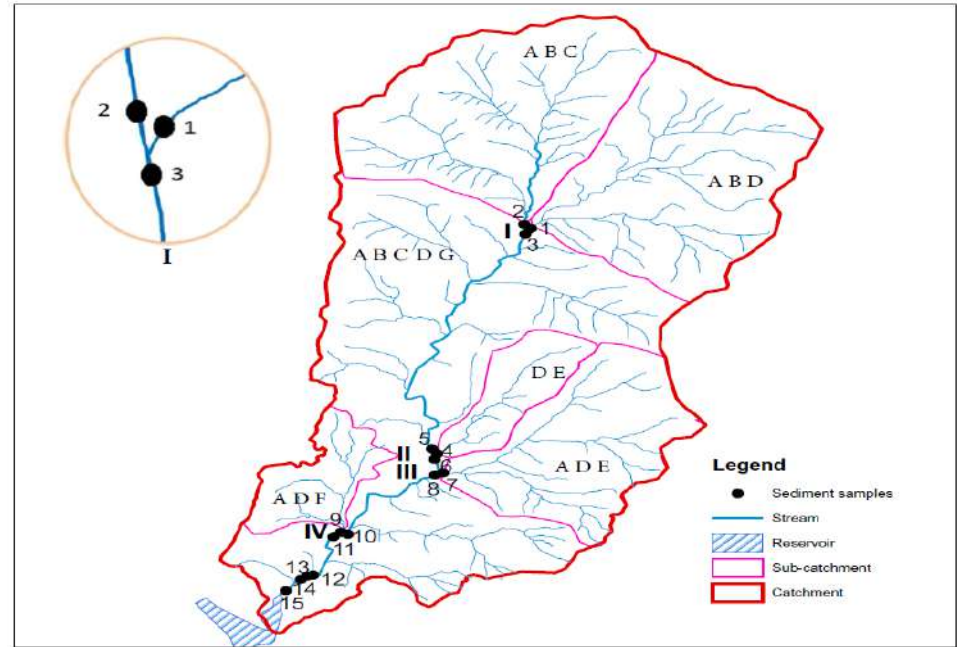 A B C
2
1
3
I
A B D
2
I
1
3
A B C D G
D E
5
4
II
6
III
8
7
A D E
A D F
9
IV
10
11
13
12
14
15
Legend
Sediment samples
Stream
Reservoir
Sub-catchment
Catchment